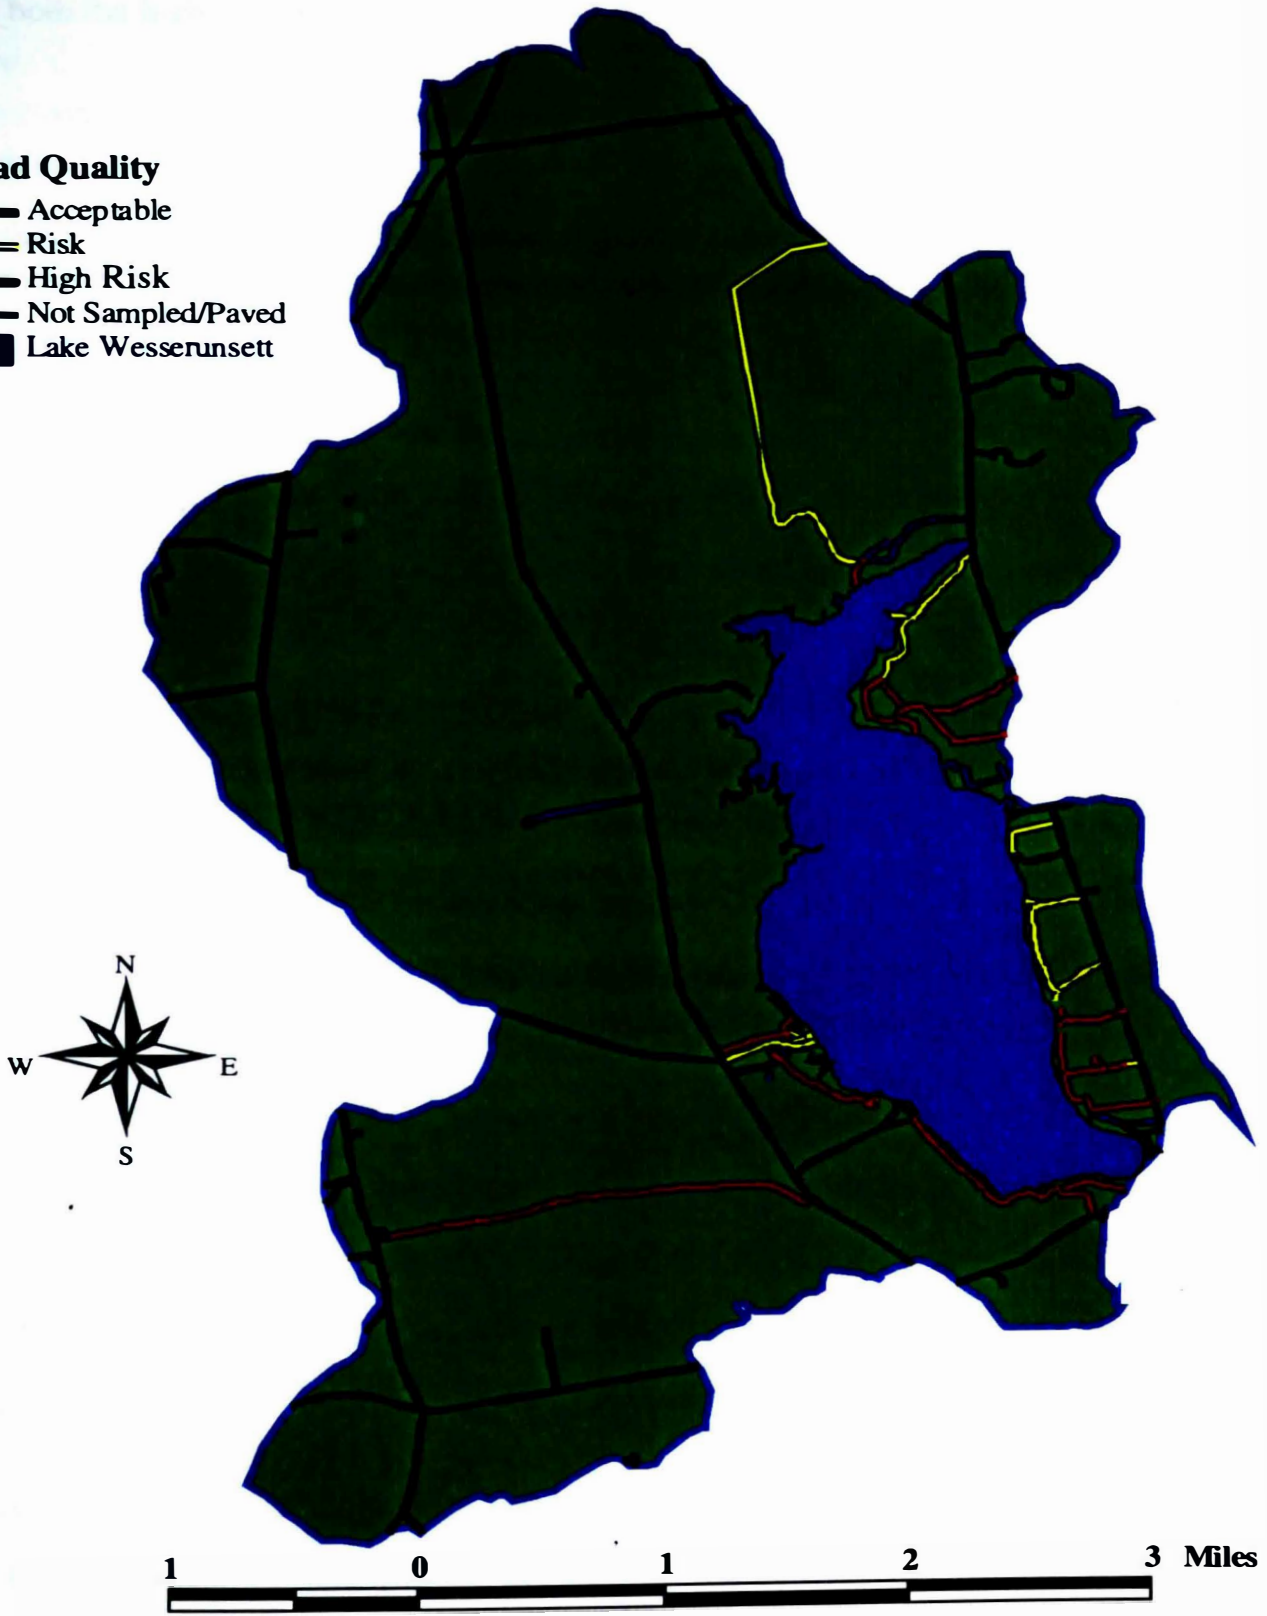 ad Quality
Acceptable
Risk
High Risk
Not Sampled/Paved
Lake Wesserunsett
N
W E
S
1 0 1 2 3 Miles